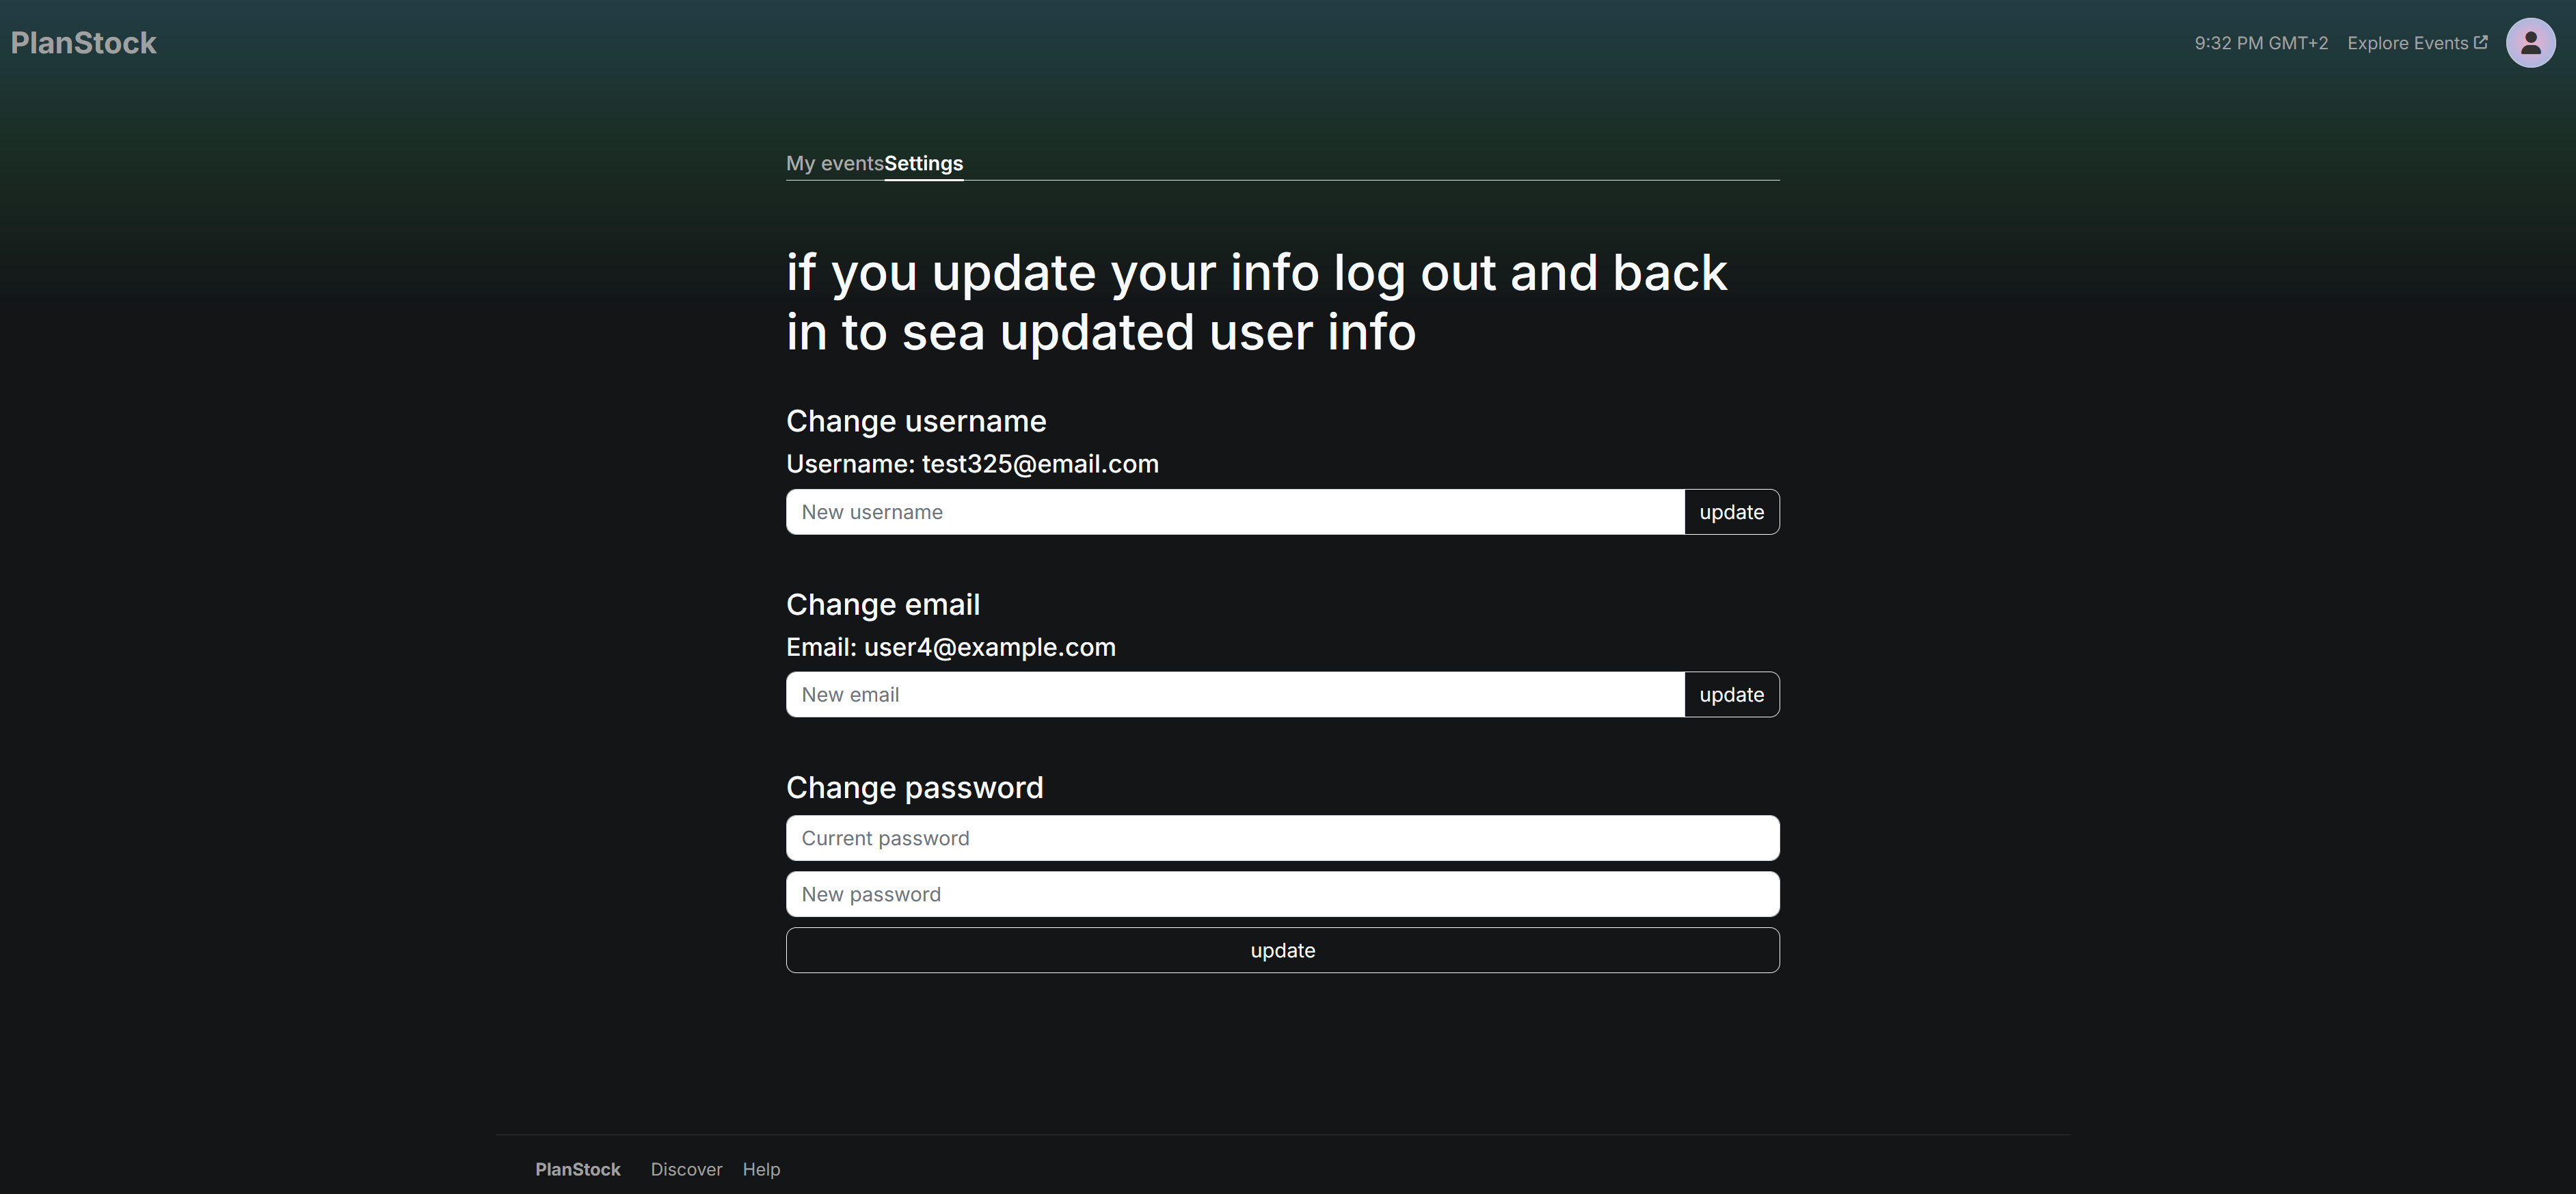 PlanStock
9:32 PM GMT+2 Explore Events
My events Settings
if you update your info log out and back
in to sea updated user info
Change username
Username: test325@email.com
New username update
Change email
Email: user4@example.com
New email update
Change password
Current password
New password
update
PlanStock Discover Help